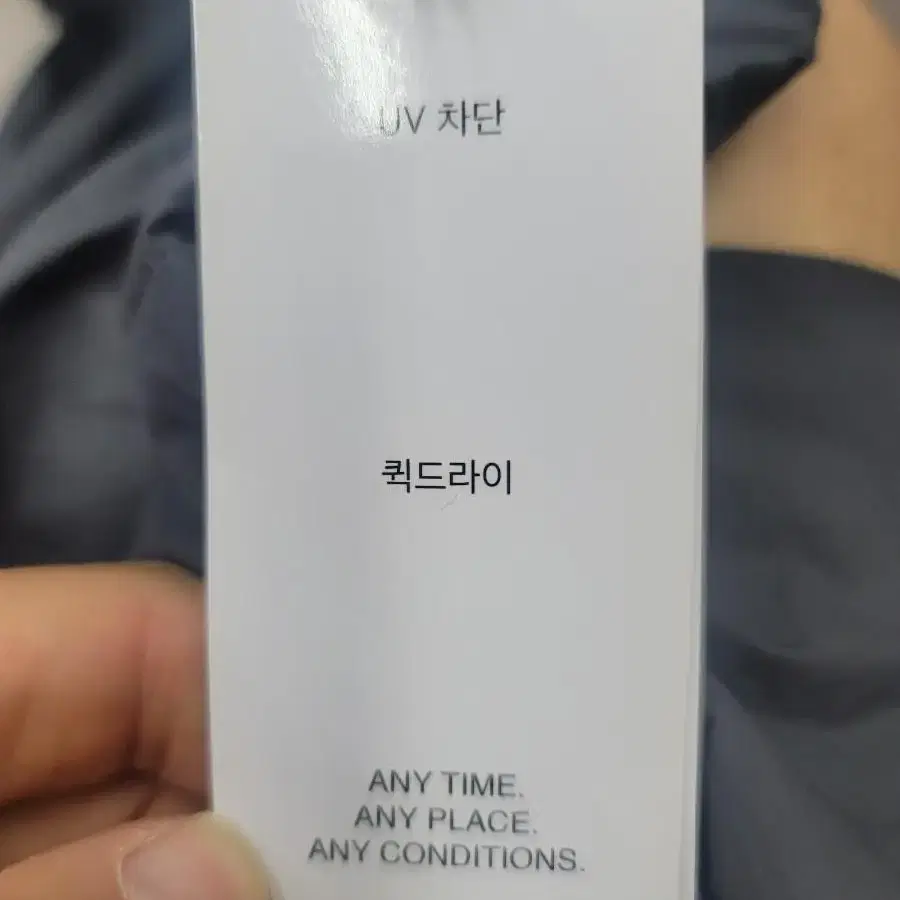 UV 차단
퀵드라이
ANY TIME.
ANY PLACE.
ANY CONDITIONS.